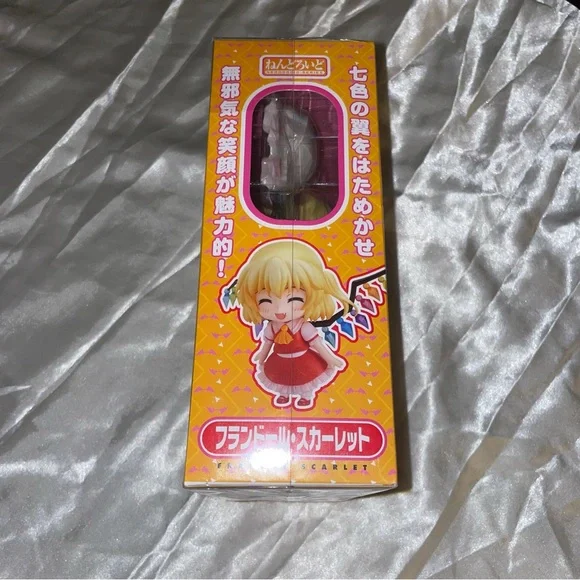 ねんどろいど
七色の翼をはためかせ
無邪気な笑顔が魅力的！
フランドール・スカーレット
SCARLET